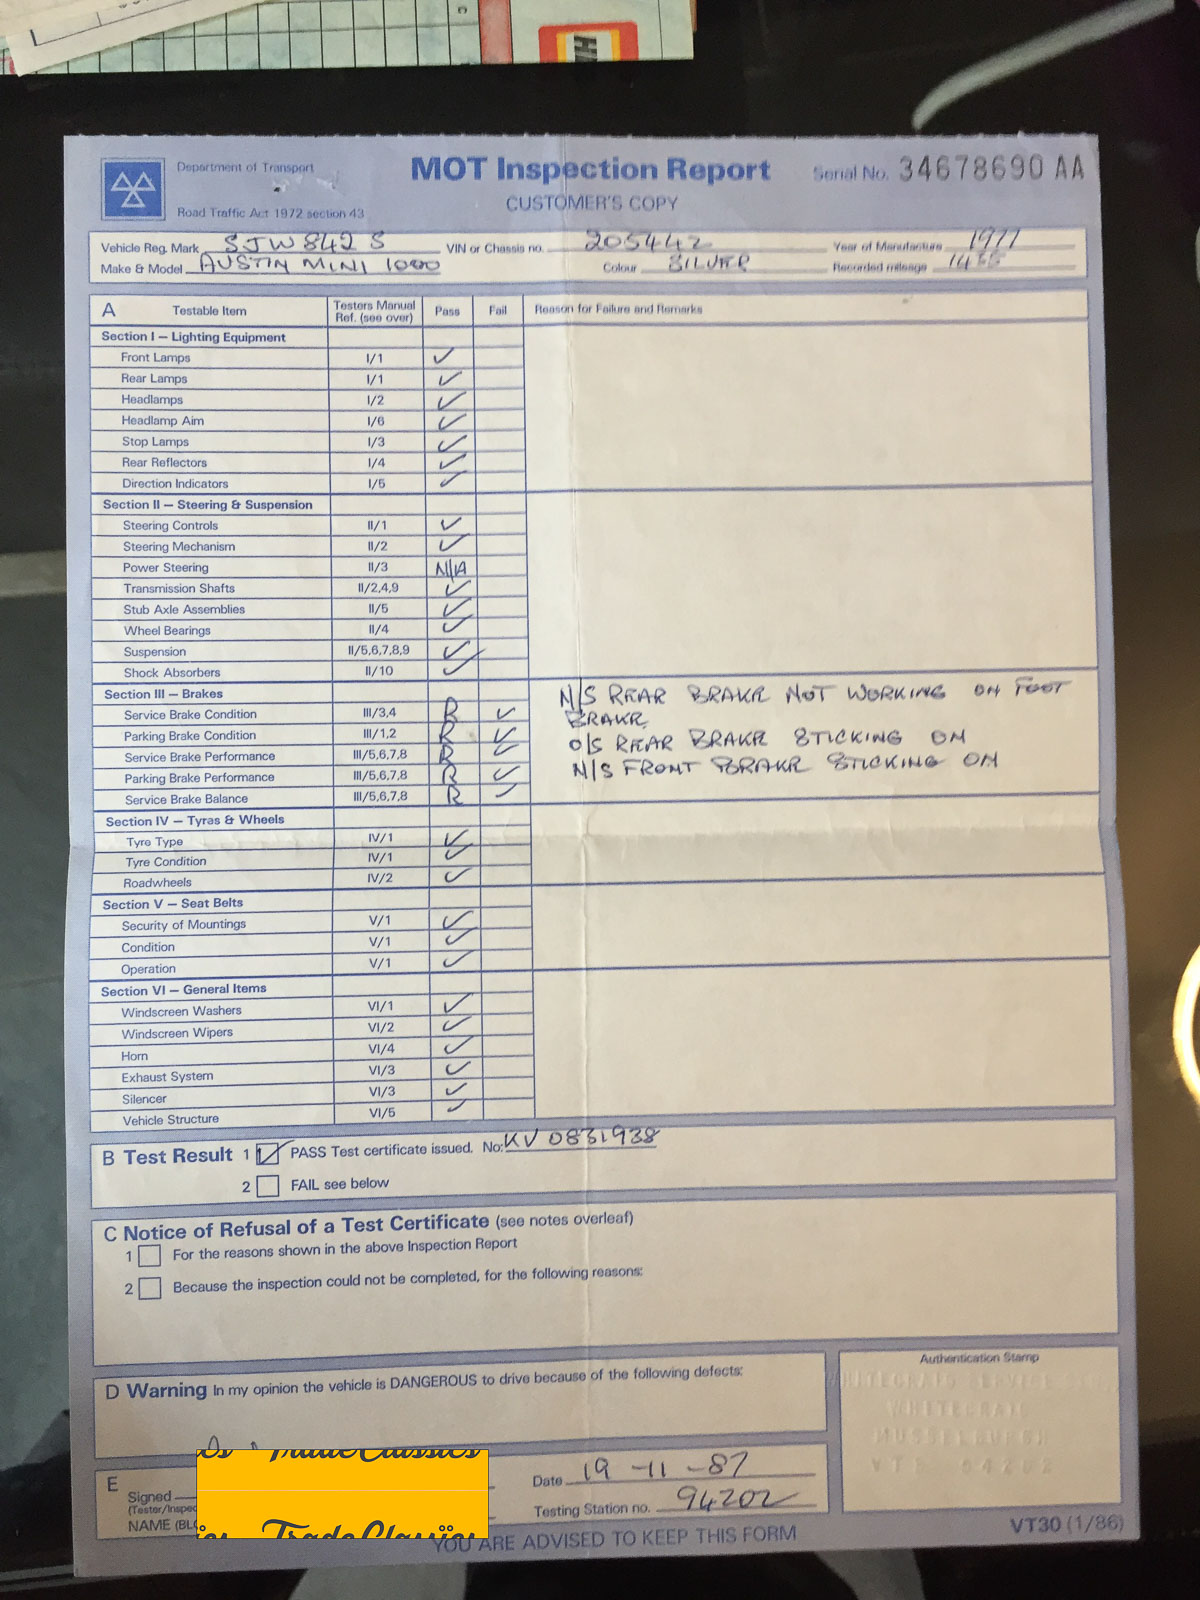 Department of Transport
MOT Inspection Report
Serial No. 34678690 AA
Road Traffic Act 1972 section 43
CUSTOMER'S COPY
Vehicle Reg. Mark SJW 842 S VIN or Chassis no. 205442 Year of Manufacture 1977
Make & Model AUSTIN MINI 1000 Colour SILVER Recorded mileage
A Testable Item Testers Manual Ref. (see over) Pass Fail Reason for Failure and Remarks
Section I – Lighting Equipment
Front Lamps I/1 ✓
Rear Lamps I/1 ✓
Headlamps I/2 ✓
Headlamp Aim I/6 ✓
Stop Lamps I/3 ✓
Rear Reflectors I/4 ✓
Direction Indicators I/5 ✓
Section II – Steering & Suspension
Steering Controls II/1 ✓
Steering Mechanism II/2 ✓
Power Steering II/3 N/A
Transmission Shafts II/2,4,9 ✓
Stub Axle Assemblies II/5 ✓
Wheel Bearings II/4 ✓
Suspension II/5,6,7,8,9 ✓
Shock Absorbers II/10 ✓
Section III – Brakes N/S REAR BRAKE NOT WORKING ON FOOT
Service Brake Condition III/3,4 R ✓ BRAKE
Parking Brake Condition III/1,2 R ✓ O/S REAR BRAKE STICKING ON
Service Brake Performance III/5,6,7,8 R ✓ N/S FRONT BRAKE STICKING ON
Parking Brake Performance III/5,6,7,8 R ✓
Service Brake Balance III/5,6,7,8 R ✓
Section IV – Tyres & Wheels
Tyre Type IV/1 ✓
Tyre Condition IV/1 ✓
Roadwheels IV/2 ✓
Section V – Seat Belts
Security of Mountings V/1 ✓
Condition V/1 ✓
Operation V/1 ✓
Section VI – General Items
Windscreen Washers VI/1 ✓
Windscreen Wipers VI/2 ✓
Horn VI/4 ✓
Exhaust System VI/3 ✓
Silencer VI/3 ✓
Vehicle Structure VI/5 ✓
B Test Result 1 ✓ PASS Test certificate issued. No: KV 0831938
2 FAIL see below
C Notice of Refusal of a Test Certificate (see notes overleaf)
1 For the reasons shown in the above Inspection Report
2 Because the inspection could not be completed, for the following reasons:
D Warning In my opinion the vehicle is DANGEROUS to drive because of the following defects:
Authentication Stamp
WHITECRAIG SERVICE
WHITECRAIG
MUSSELBURGH
TradeClassics
E Signed
Date 19-11-87
NAME
Testing Station no. 94202
TradeClassics
YOU ARE ADVISED TO KEEP THIS FORM
VT30 (1/86)